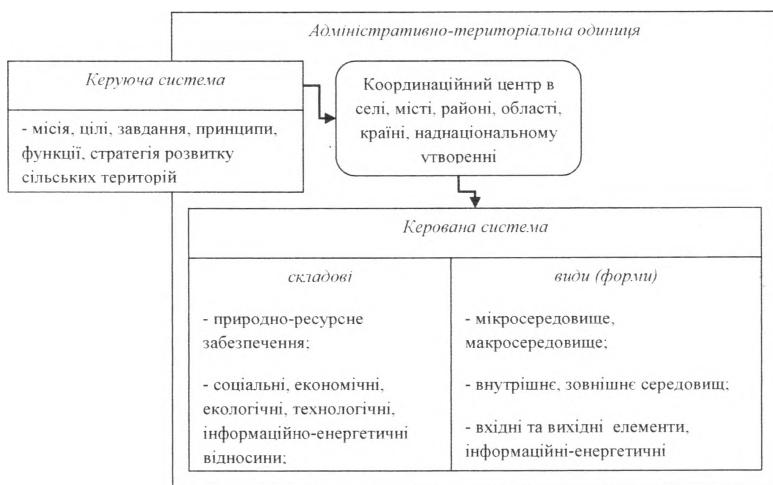 Адміністративно-територіальна одиниця
Керуюча система
- місія, цілі, завдання, принципи,
функції, стратегія розвитку
сільських територій
Координаційний центр в
селі, місті, районі, області,
країні, наднаціональному
утворенні
Керована система
складові
- природно-ресурсне
забезпечення;
- соціальні, економічні,
екологічні, технологічні,
інформаційно-енергетичні
відносини;
види (форми)
- мікросередовище,
макросередовище;
- внутрішнє, зовнішнє середовищ;
- вхідні та вихідні елементи,
інформаційні-енергетичні